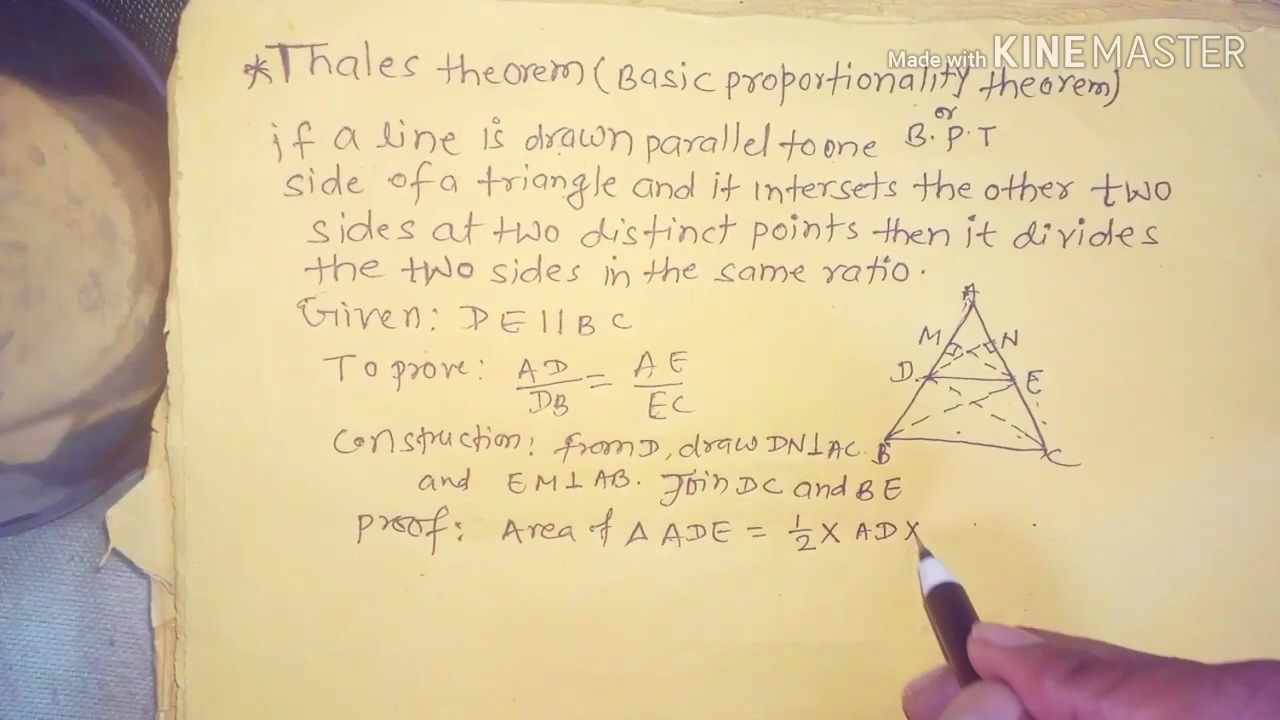 Made with KINEMASTER
*Thales theorem (Basic proportionality theorem)
or
if a line is drawn parallel to one B.P.T
side of a triangle and it intersets the other two
sides at two distinct points then it divides
the two sides in the same ratio.
Given: DE || BC
To prove: AD/DB = AE/EC
Construction: from D, draw DN⊥AC.
and EM⊥AB. Join DC and BE
Proof: Area of Δ ADE = 1/2 X AD X
A
M N
D E
B C